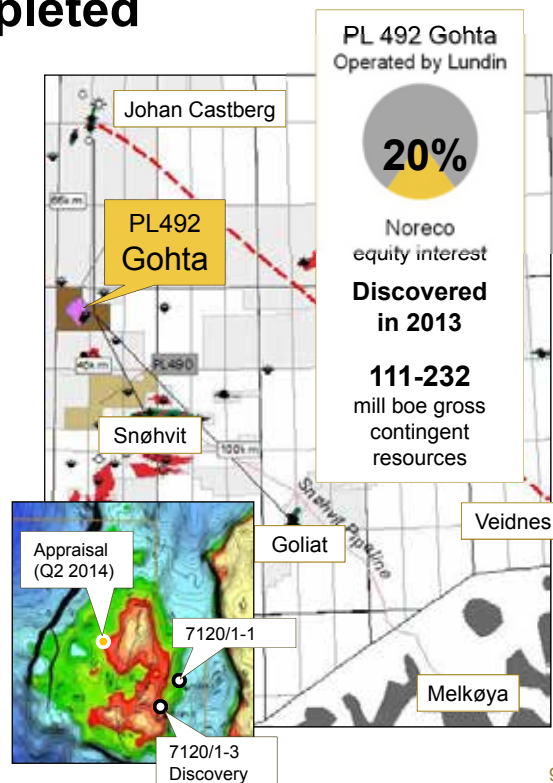 pleted
PL 492 Gohta
Operated by Lundin
20%
Noreco
equity interest
Discovered
in 2013
111-232
mill boe gross
contingent
resources
Johan Castberg
PL492
Gohta
PL490
Snøhvit
100k m
Snøhvit Pipeline
Goliat
Veidnes
Melkøya
Appraisal
(Q2 2014)
7120/1-1
7120/1-3
Discovery